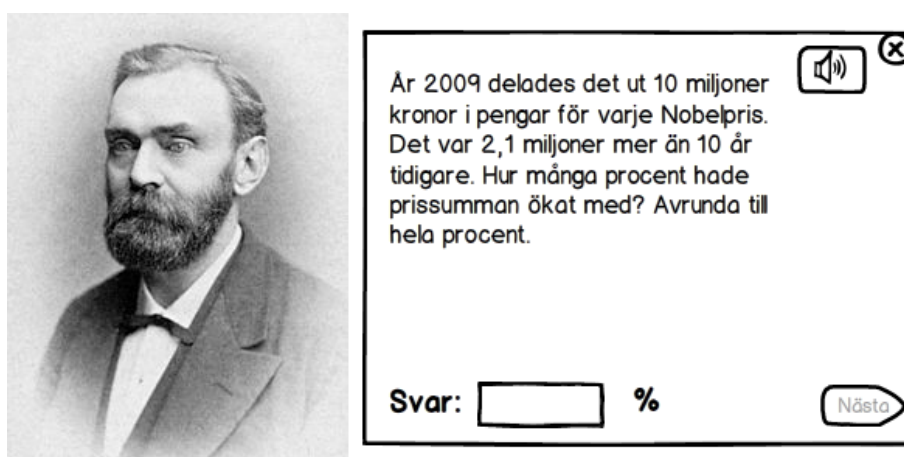 År 2009 delades det ut 10 miljoner
kronor i pengar för varje Nobelpris.
Det var 2,1 miljoner mer än 10 år
tidigare. Hur många procent hade
prissumman ökat med? Avrunda till
hela procent.
Svar: %
Nästa